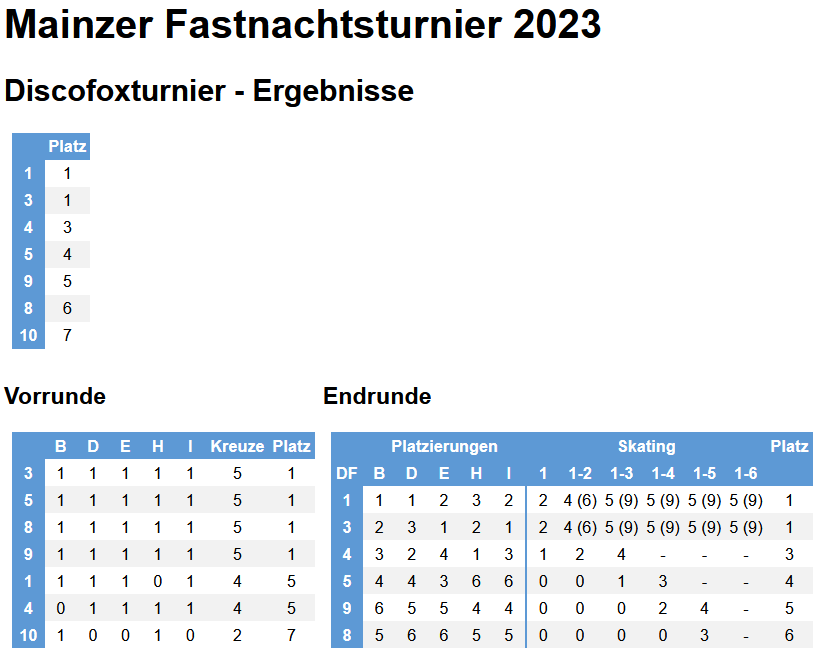 Mainzer Fastnachtsturnier 2023
Discofoxturnier - Ergebnisse
Platz
1 1
3 1
4 3
5 4
9 5
8 6
10 7
Vorrunde
B D E H I Kreuze Platz
3 1 1 1 1 1 5 1
5 1 1 1 1 1 5 1
8 1 1 1 1 1 5 1
9 1 1 1 1 1 5 1
1 1 1 1 0 1 4 5
4 0 1 1 1 1 4 5
10 1 0 0 1 0 2 7
Endrunde
Platzierungen Skating Platz
DF B D E H I 1 1-2 1-3 1-4 1-5 1-6
1 1 1 2 3 2 2 4 (6) 5 (9) 5 (9) 5 (9) 5 (9) 1
3 2 3 1 2 1 2 4 (6) 5 (9) 5 (9) 5 (9) 5 (9) 1
4 3 2 4 1 3 1 2 4 - - - 3
5 4 4 3 6 6 0 0 1 3 - - 4
9 6 5 5 4 4 0 0 0 2 4 - 5
8 5 6 6 5 5 0 0 0 0 3 - 6